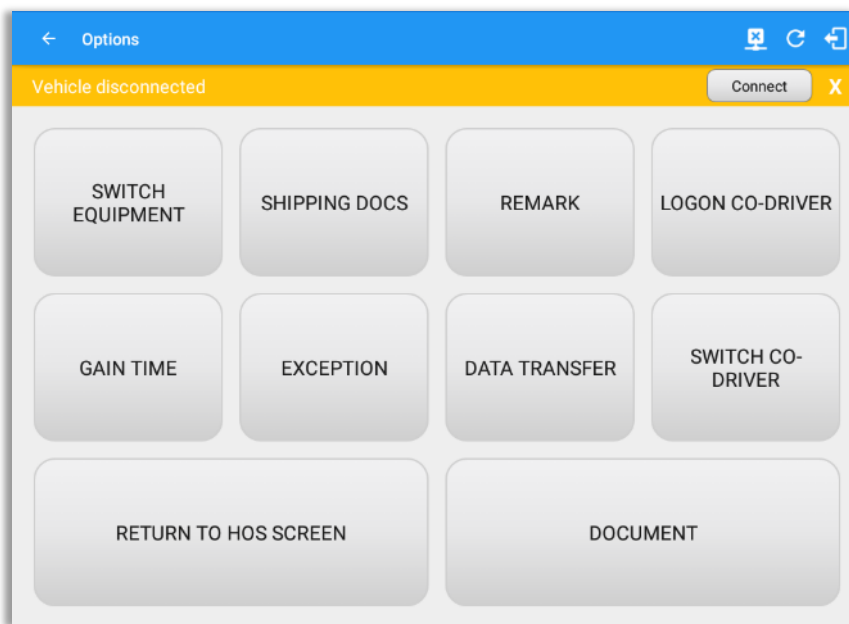 Options
Vehicle disconnected
Connect
X
SWITCH
EQUIPMENT
SHIPPING DOCS
REMARK
LOGON CO-DRIVER
GAIN TIME
EXCEPTION
DATA TRANSFER
SWITCH CO-
DRIVER
RETURN TO HOS SCREEN
DOCUMENT